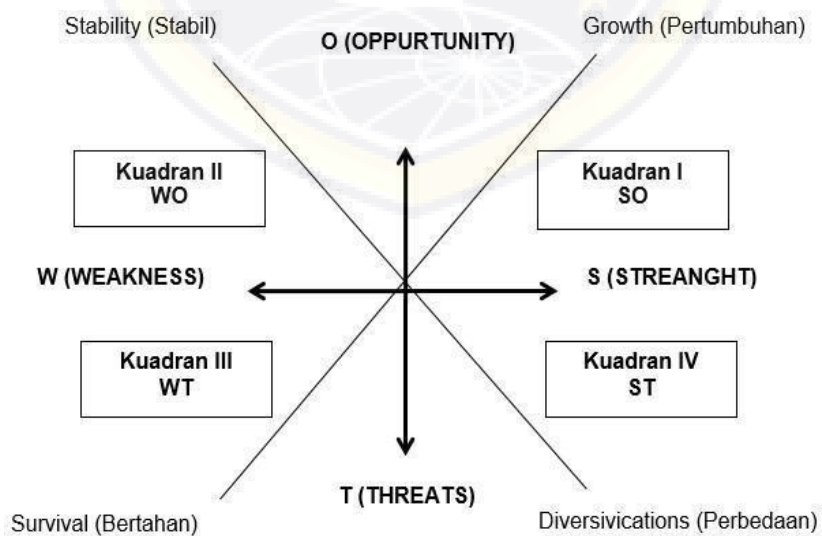 Stability (Stabil)
O (OPPURTUNITY)
Growth (Pertumbuhan)
Kuadran II
WO
Kuadran I
SO
W (WEAKNESS)
S (STREANGHT)
Kuadran III
WT
Kuadran IV
ST
T (THREATS)
Survival (Bertahan)
Diversivications (Perbedaan)